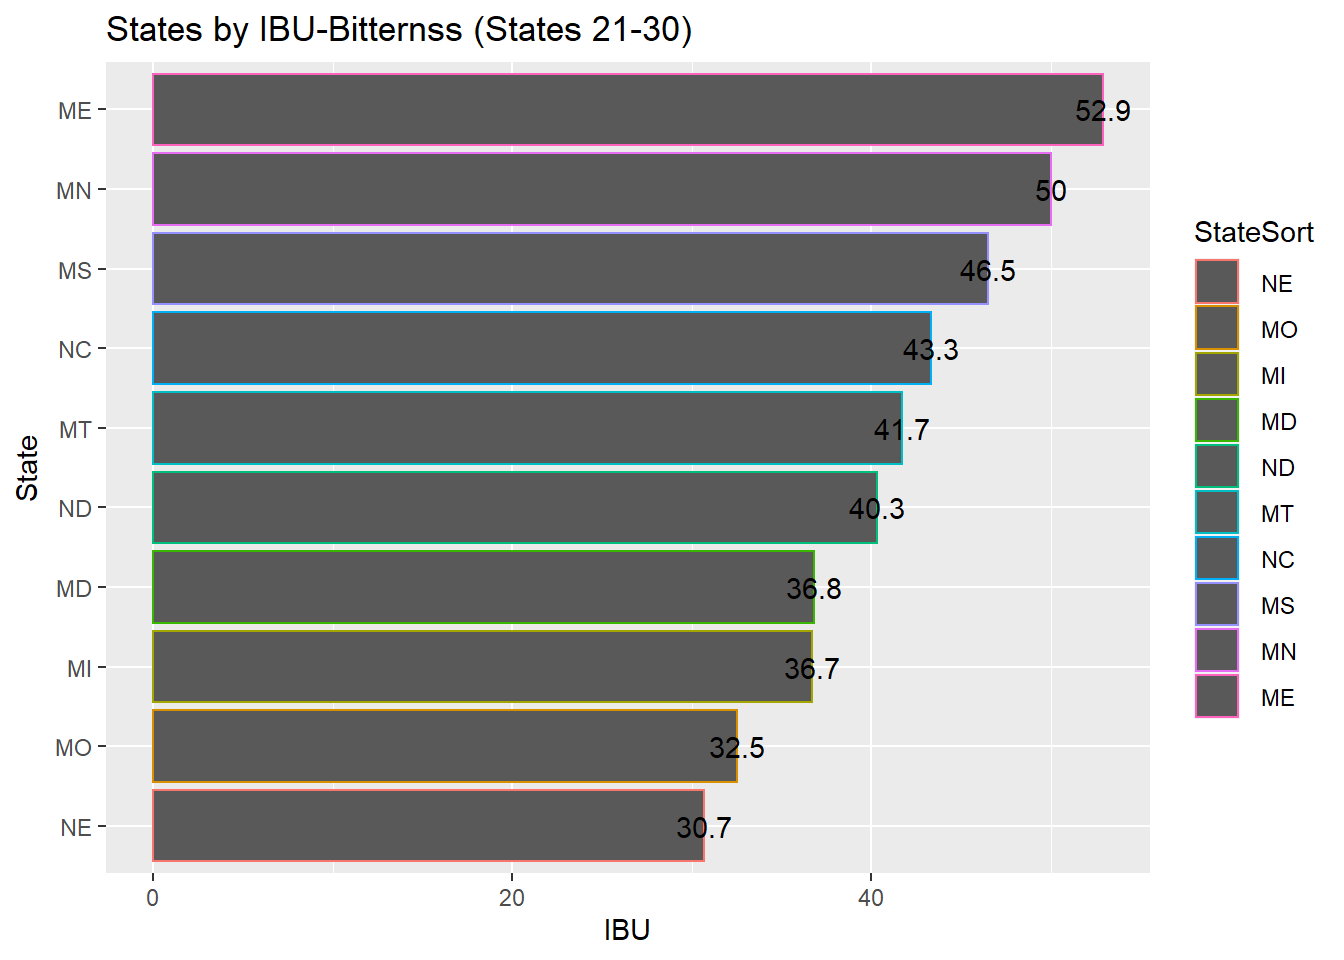 States by IBU-Bitternss (States 21-30)
ME
52.9
MN
50
MS
46.5
NC
43.3
MT
41.7
ND
40.3
MD
36.8
MI
36.7
MO
32.5
NE
30.7
State
0
20
40
IBU
StateSort
NE
MO
MI
MD
ND
MT
NC
MS
MN
ME